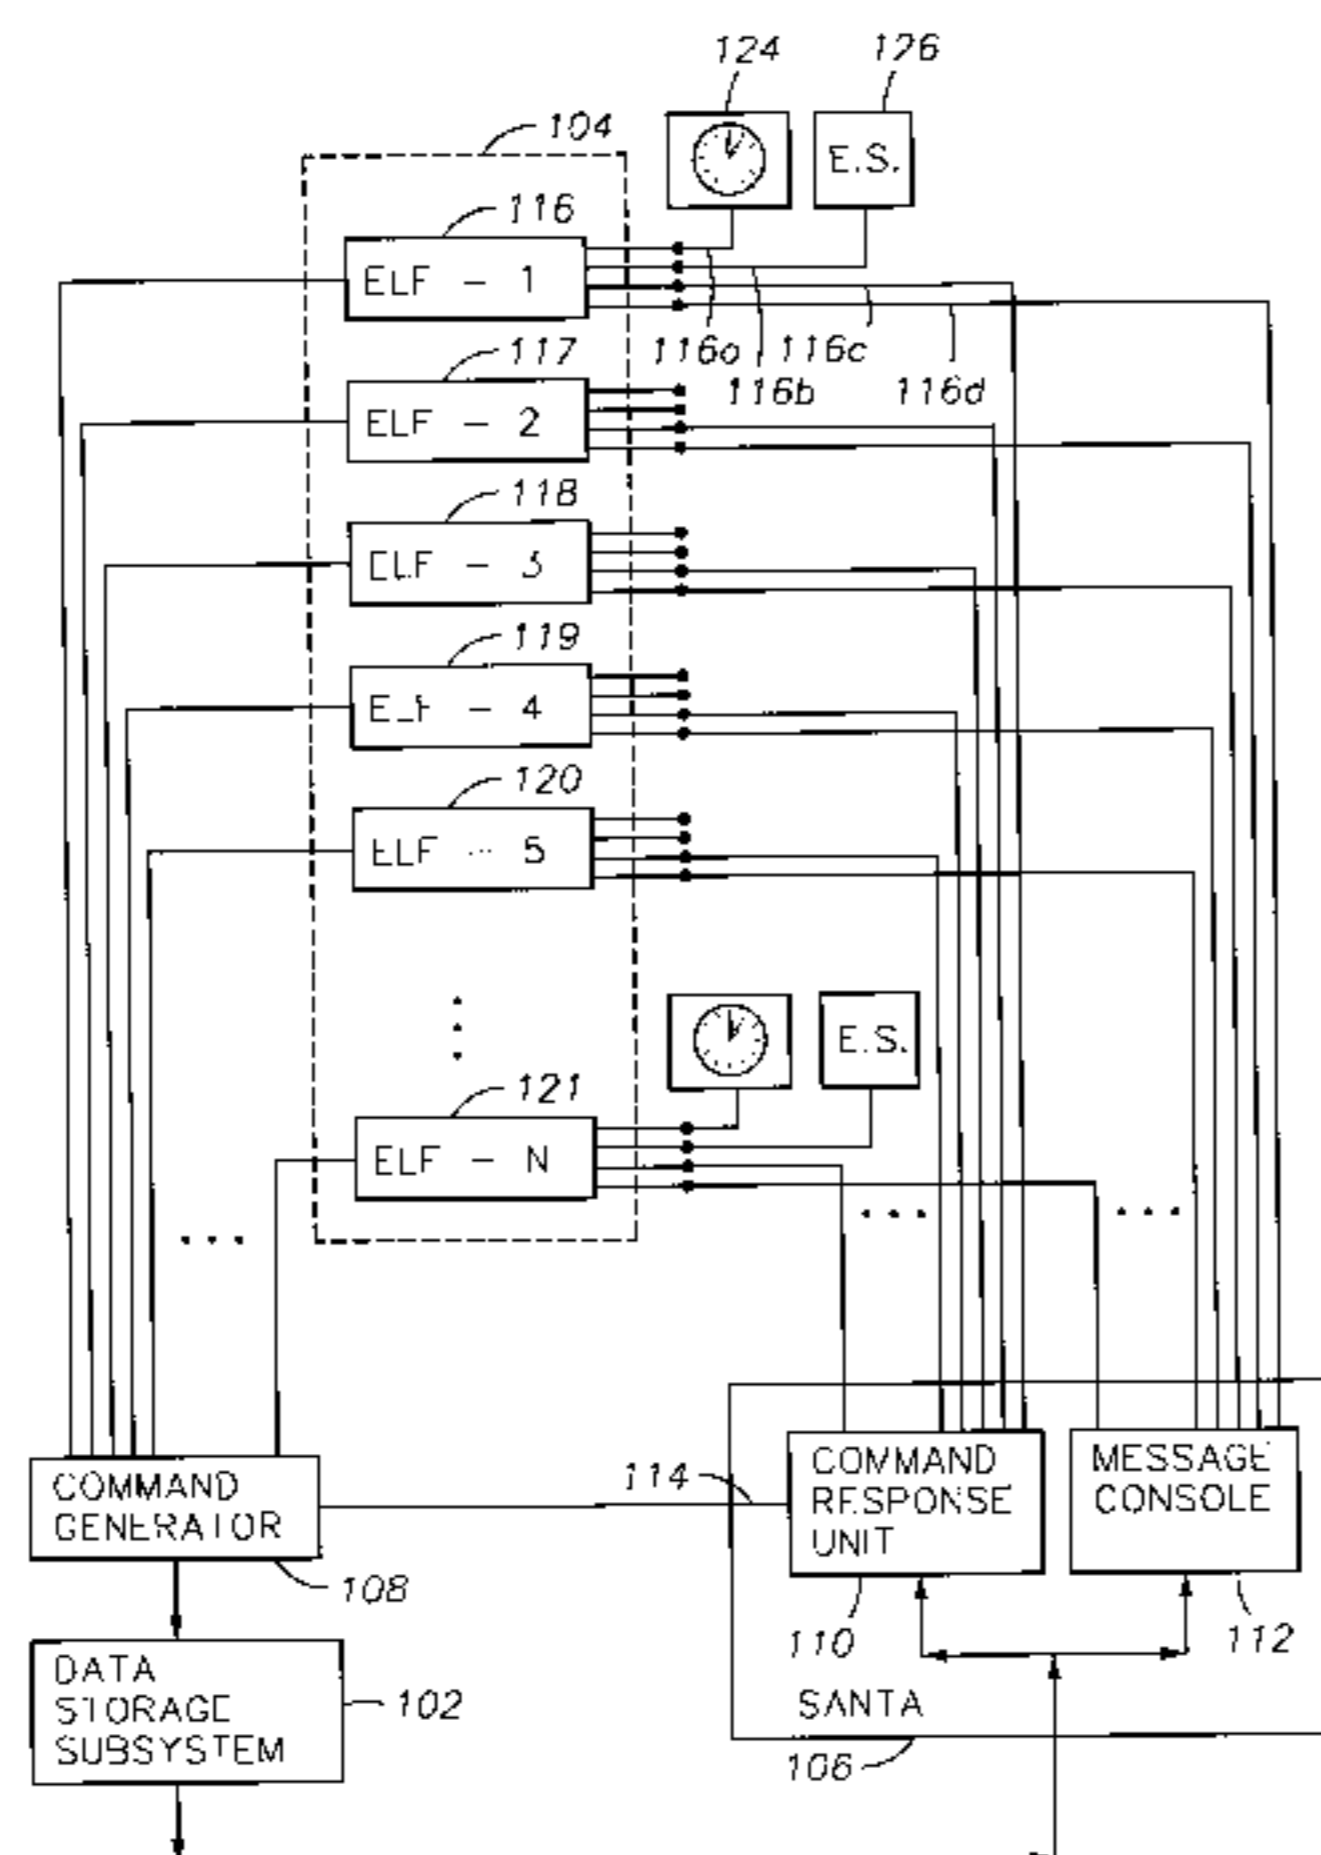 124
126
104
E.S.
116
ELF - 1
116a
116c
117
116b
116d
ELF - 2
118
ELF - 3
119
ELF - 4
120
ELF - 5
E.S.
121
ELF - N
COMMAND
GENERATOR
108
114
COMMAND
RESPONSE
UNIT
110
MESSAGE
CONSOLE
112
DATA
STORAGE
SUBSYSTEM
102
SANTA
106